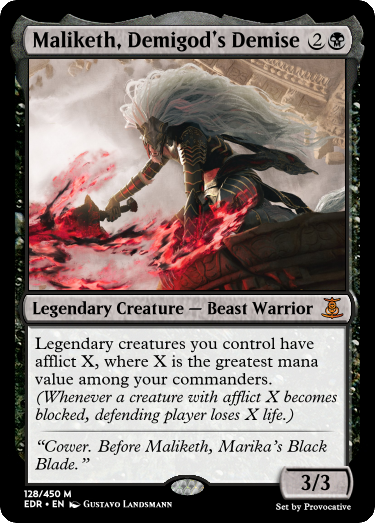 Maliketh, Demigod's Demise 2
Legendary Creature — Beast Warrior
Legendary creatures you control have
afflict X, where X is the greatest mana
value among your commanders.
(Whenever a creature with afflict X becomes
blocked, defending player loses X life.)
“Cower. Before Maliketh, Marika's Black
Blade.”
3/3
128/450 M
EDR • EN Gustavo Landsmann
Set by Provocative